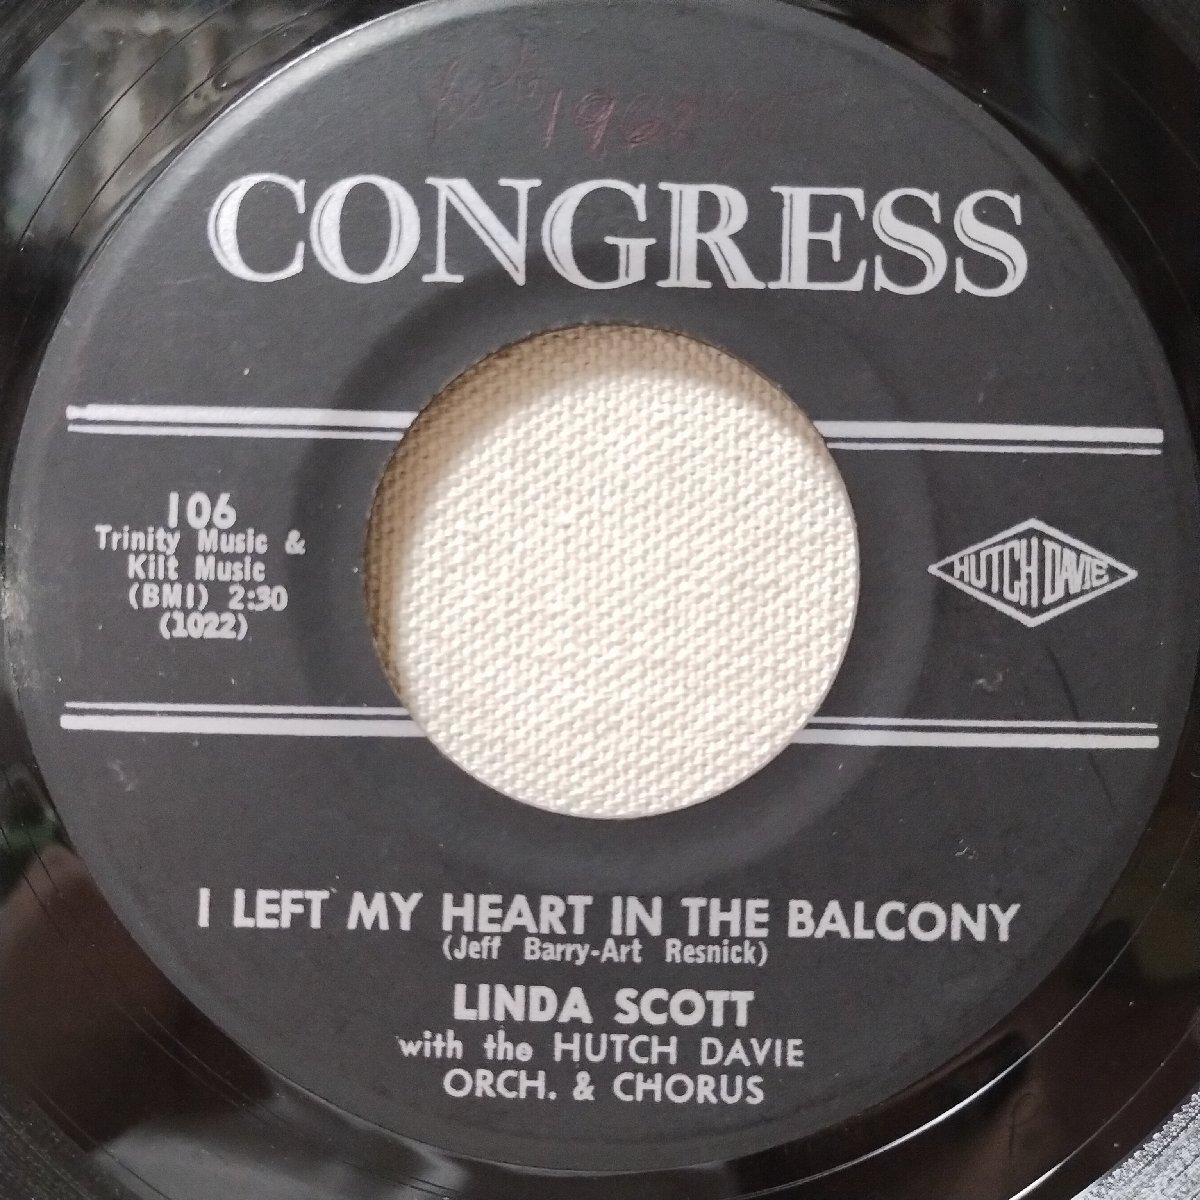 CONGRESS
106
Trinity Music &
Kilt Music
(BMI) 2:30
(1022)
HUTCH DAVIE
I LEFT MY HEART IN THE BALCONY
(Jeff Barry-Art Resnick)
LINDA SCOTT
with the HUTCH DAVIE
ORCH. & CHORUS